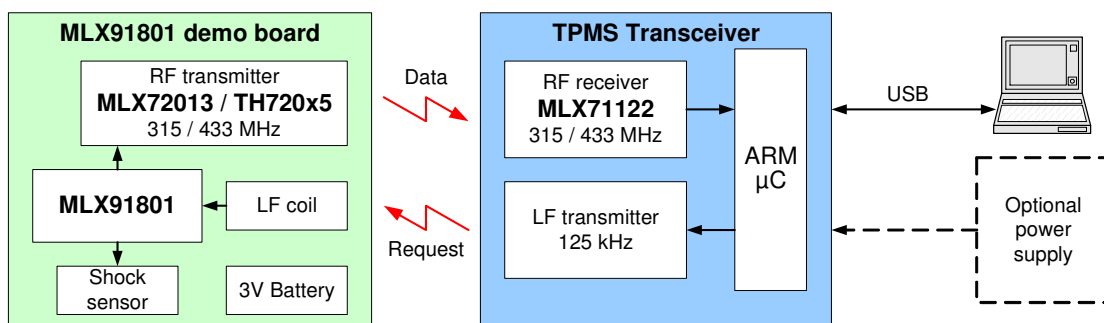 MLX91801 demo board
RF transmitter
MLX72013 / TH720x5
315 / 433 MHz
MLX91801
LF coil
Shock
sensor
3V Battery
Data
Request
TPMS Transceiver
RF receiver
MLX71122
315 / 433 MHz
LF transmitter
125 kHz
ARM
µC
USB
Optional
power
supply